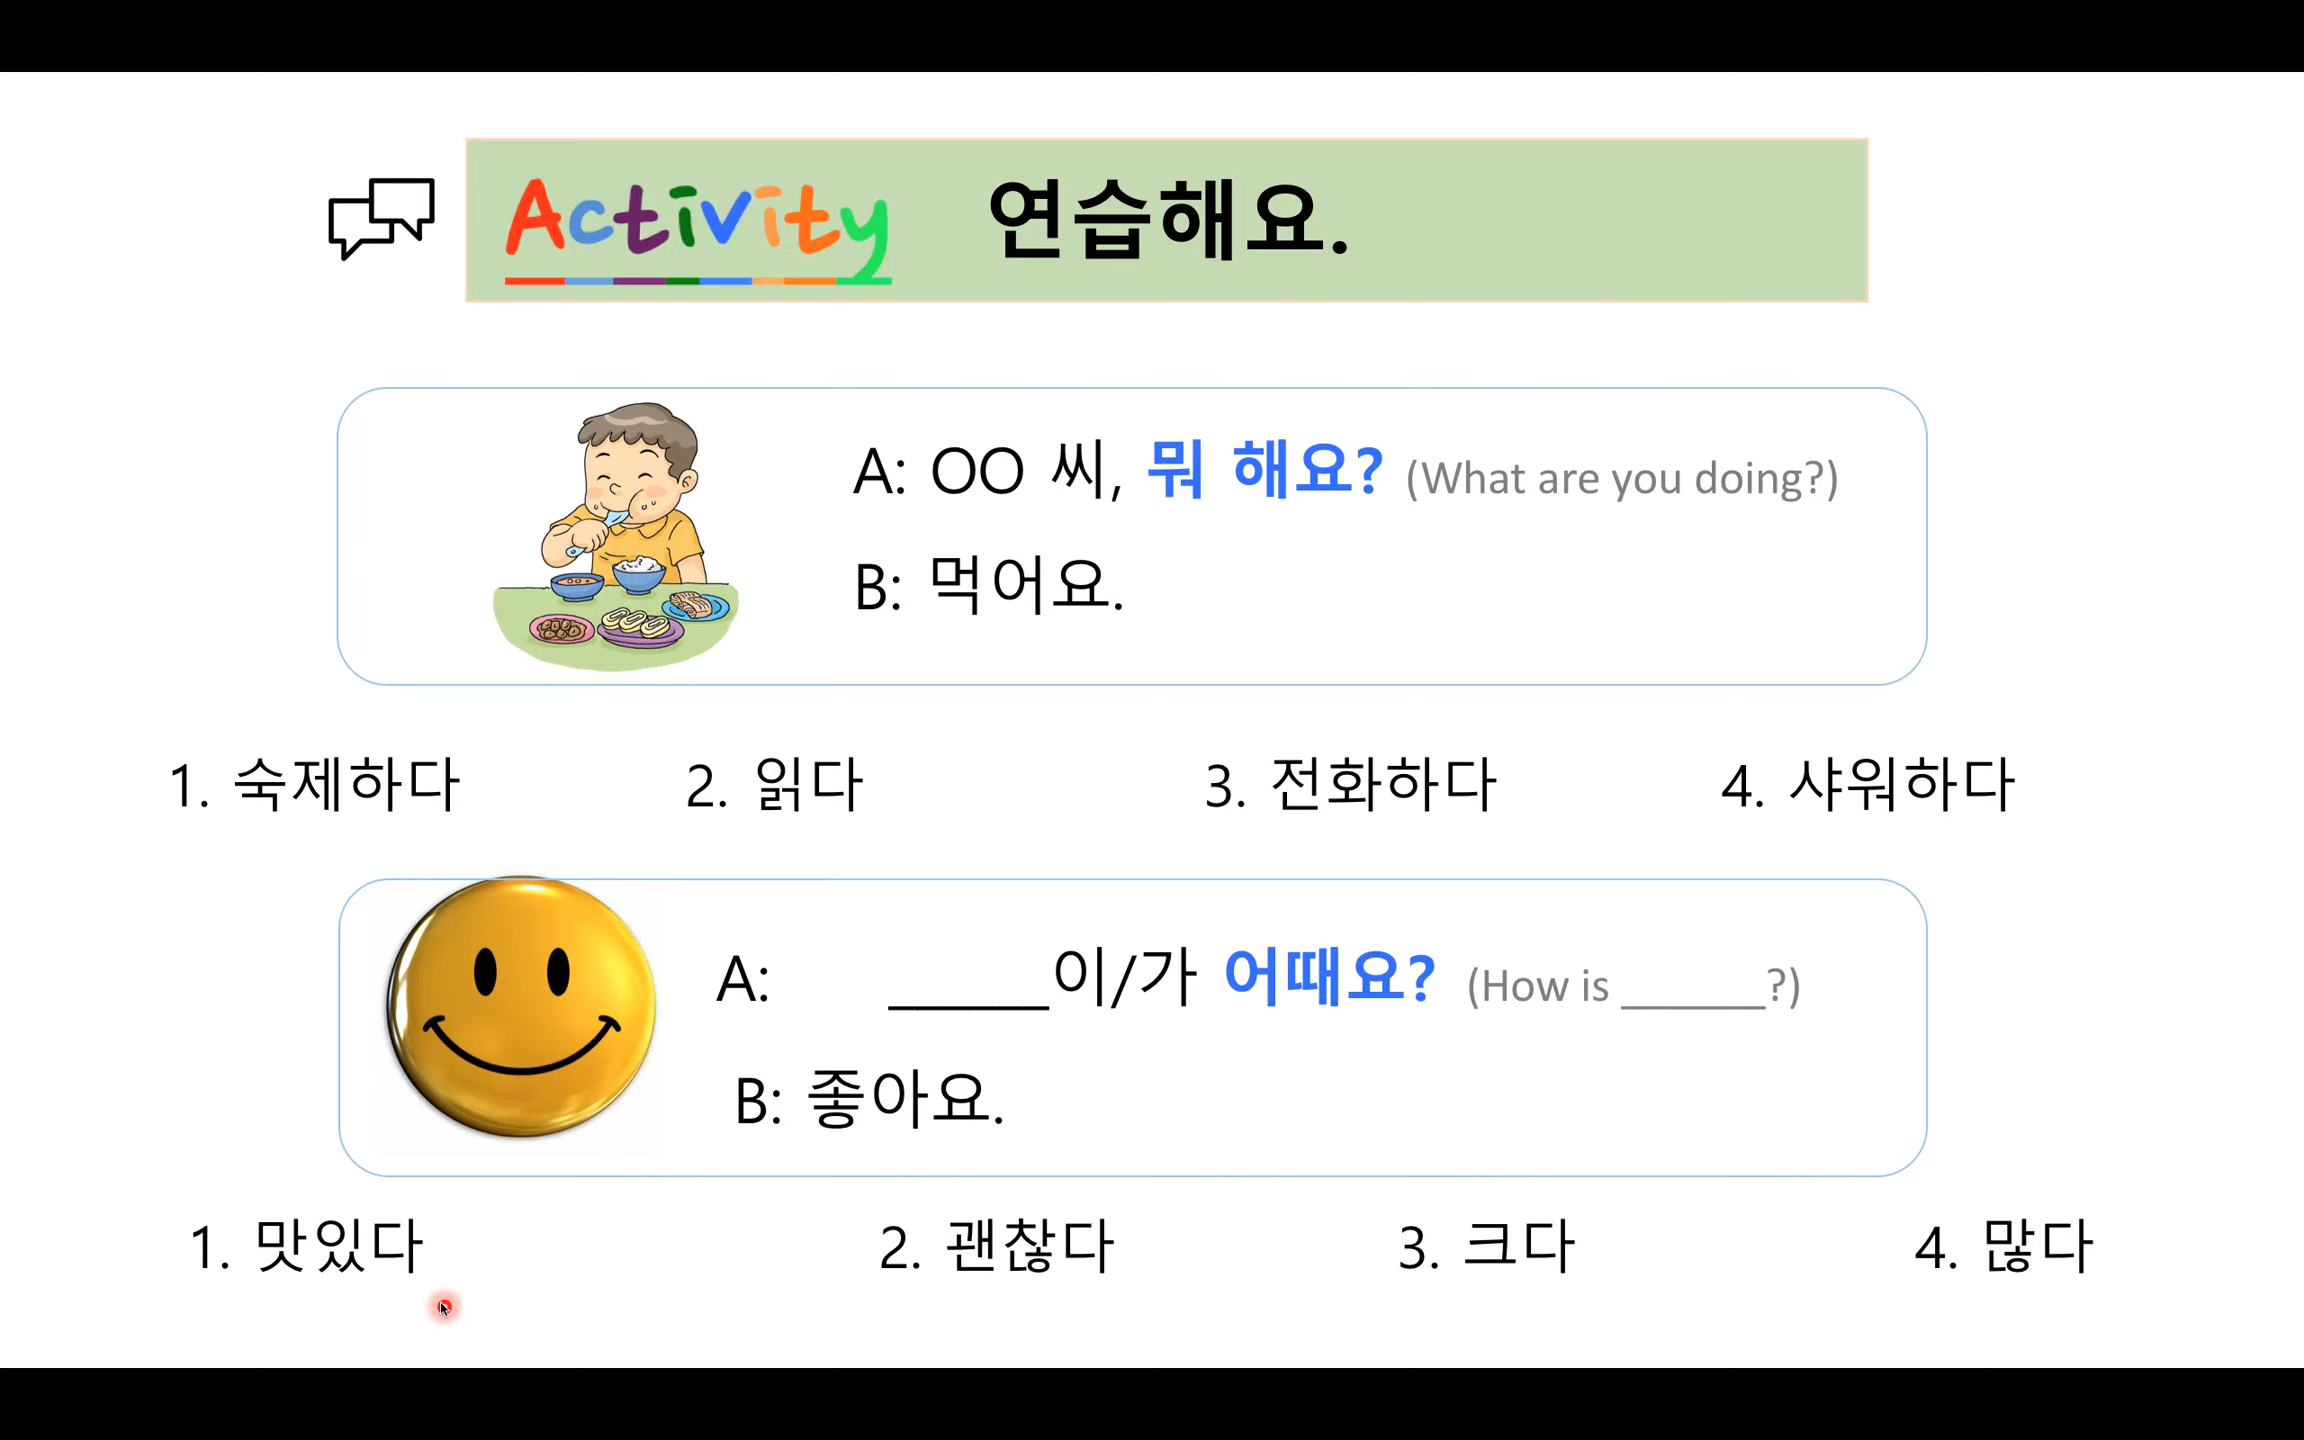 Activity 연습해요.
A: OO 씨, 뭐 해요? (What are you doing?)
B: 먹어요.
1. 숙제하다 2. 읽다 3. 전화하다 4. 샤워하다
A: ______이/가 어때요? (How is ______?)
B: 좋아요.
1. 맛있다 2. 괜찮다 3. 크다 4. 많다